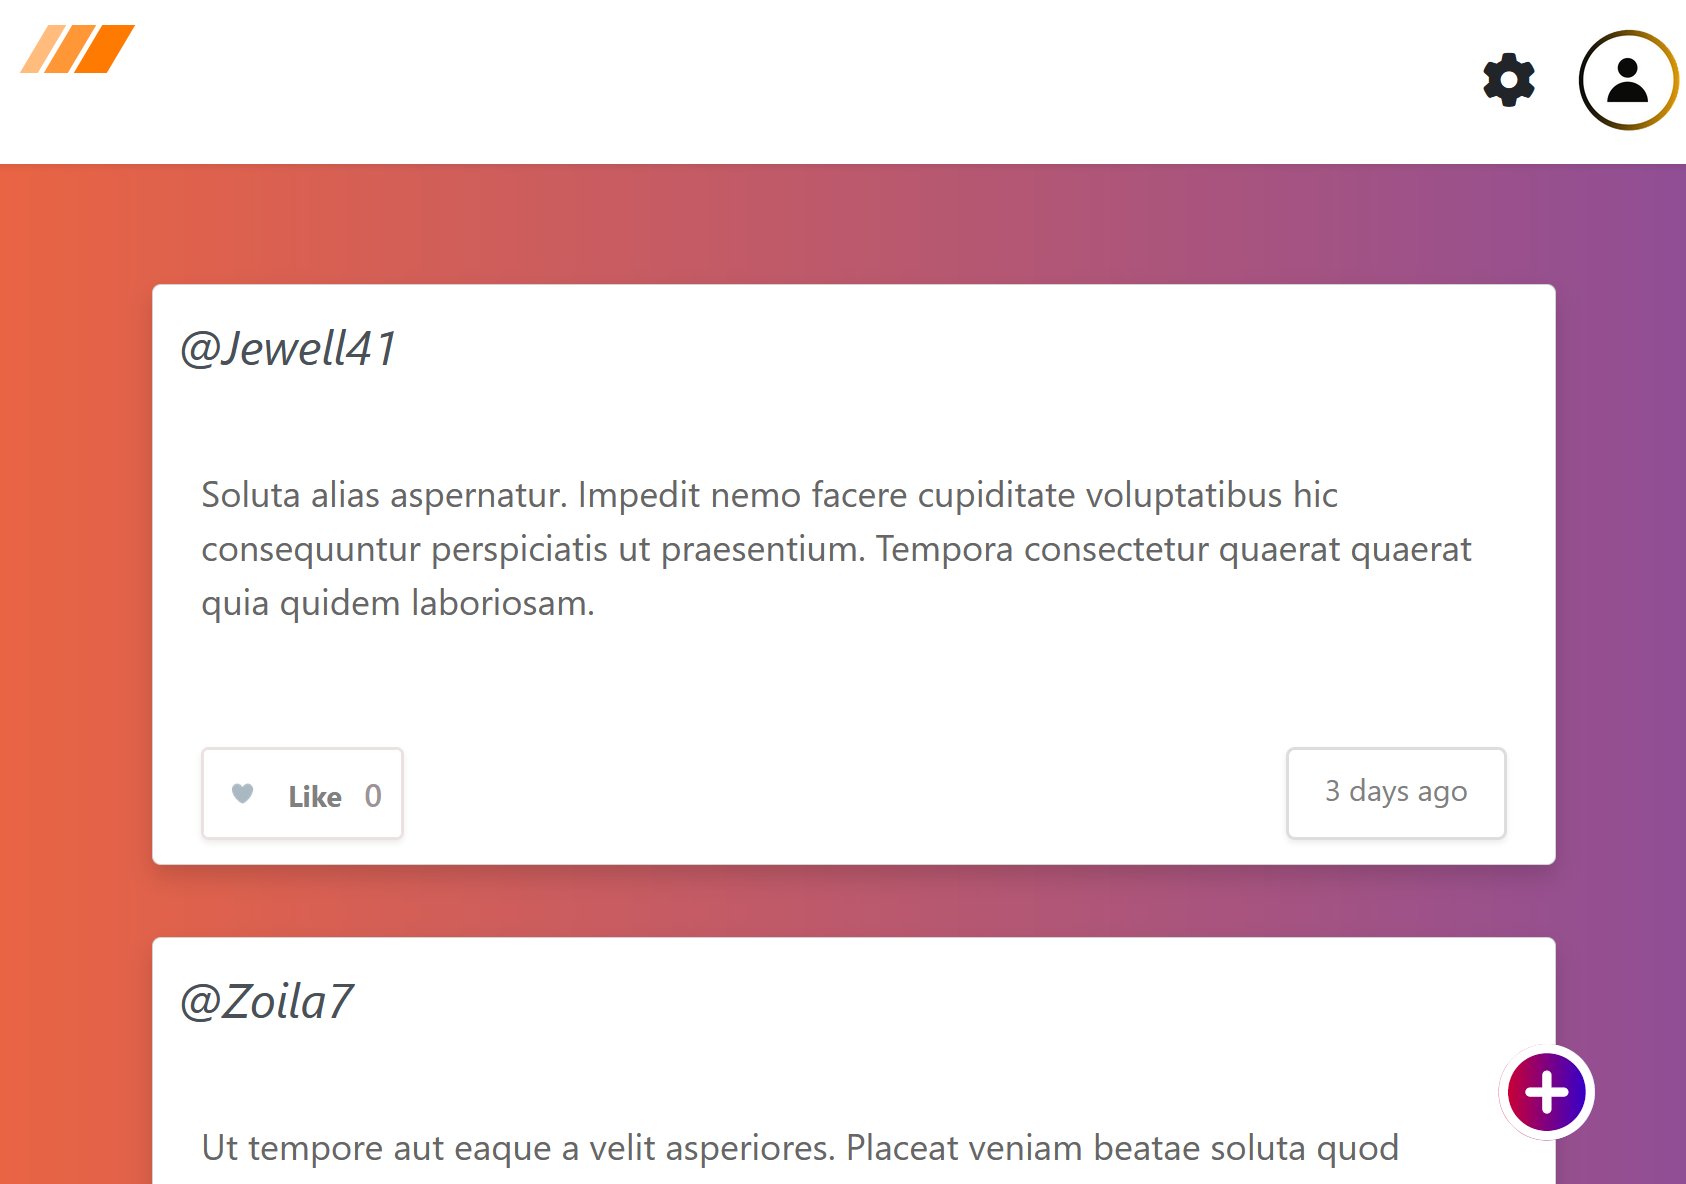 @Jewell41
Soluta alias aspernatur. Impedit nemo facere cupiditate voluptatibus hic
consequuntur perspiciatis ut praesentium. Tempora consectetur quaerat quaerat
quia quidem laboriosam.
Like 0
3 days ago
@Zoila7
Ut tempore aut eaque a velit asperiores. Placeat veniam beatae soluta quod